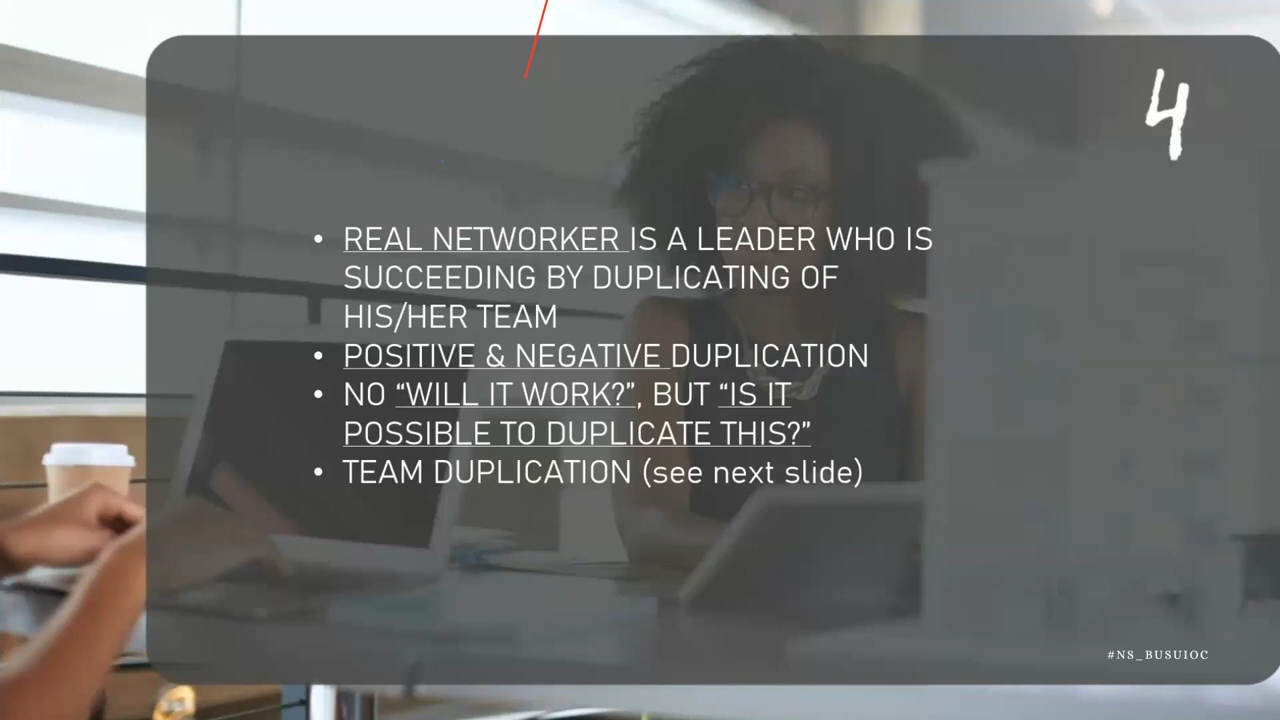 4
• REAL NETWORKER IS A LEADER WHO IS
SUCCEEDING BY DUPLICATING OF
HIS/HER TEAM
• POSITIVE & NEGATIVE DUPLICATION
• NO “WILL IT WORK?”, BUT “IS IT
POSSIBLE TO DUPLICATE THIS?”
• TEAM DUPLICATION (see next slide)
#NS_BUSUIOC